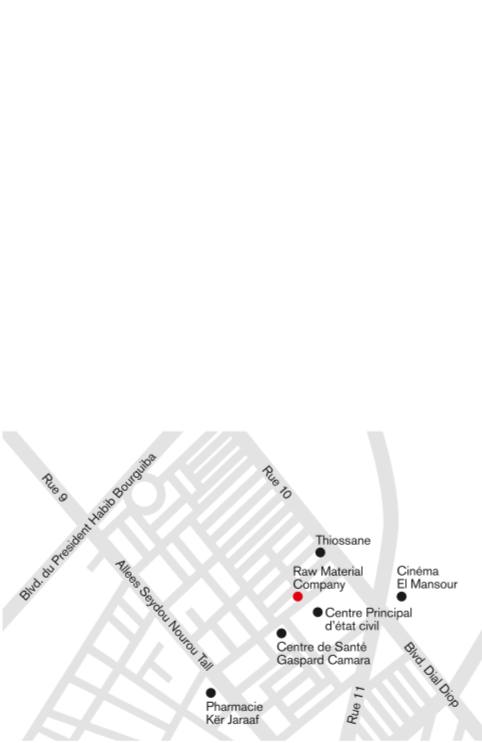 Rue 9
Blvd. du President Habib Bourguiba
Rue 10
Allees Seydou Nourou Tall
Thiossane
Raw Material
Company
Cinéma
El Mansour
Centre Principal
d'état civil
Centre de Santé
Gaspard Camara
Blvd. Dial Diop
Rue 11
Pharmacie
Kër Jaraaf